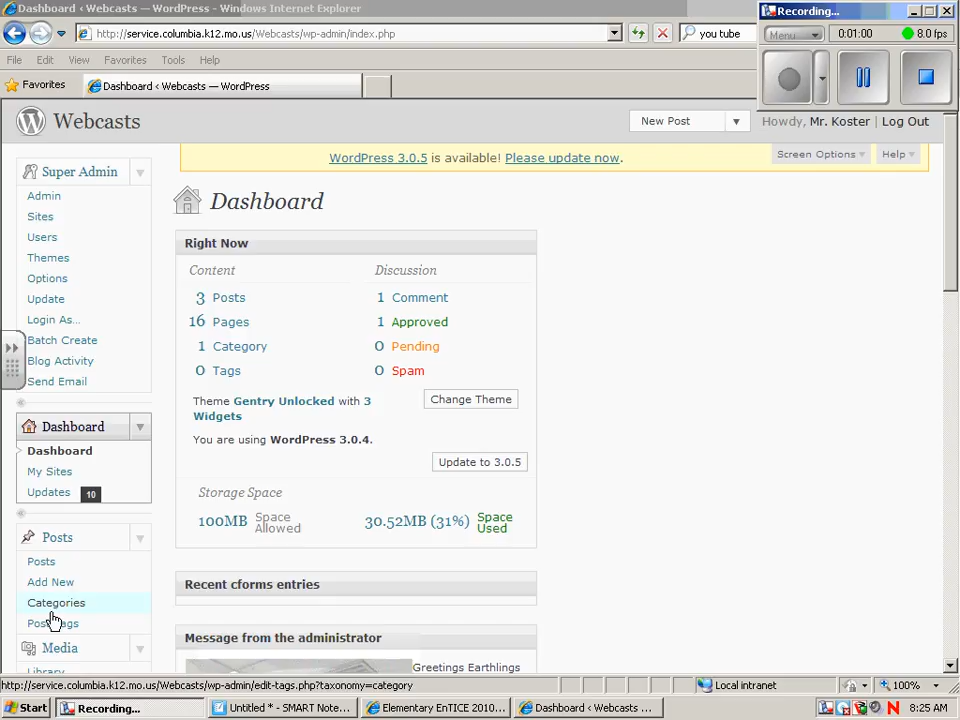 Dashboard ‹ Webcasts — WordPress - Windows Internet Explorer
Recording...
http://service.columbia.k12.mo.us/Webcasts/wp-admin/index.php
you tube
Menu
0:01:00
8.0 fps
File Edit View Favorites Tools Help
Favorites
Dashboard ‹ Webcasts — WordPress
Webcasts
New Post
Howdy, Mr. Koster | Log Out
WordPress 3.0.5 is available! Please update now.
Screen Options
Help
Super Admin
Admin
Sites
Users
Themes
Options
Update
Login As...
Batch Create
Blog Activity
Send Email
Dashboard
Dashboard
My Sites
Updates 10
Posts
Posts
Add New
Categories
Post Tags
Media
Library
Dashboard
Right Now
Content
Discussion
3 Posts
1 Comment
16 Pages
1 Approved
1 Category
0 Pending
0 Tags
0 Spam
Theme Gentry Unlocked with 3
Widgets
Change Theme
You are using WordPress 3.0.4.
Update to 3.0.5
Storage Space
100MB Space
Allowed
30.52MB (31%) Space
Used
Recent cforms entries
Message from the administrator
Greetings Earthlings
http://service.columbia.k12.mo.us/Webcasts/wp-admin/edit-tags.php?taxonomy=category
Local intranet
100%
Start
Recording...
Untitled * - SMART Note...
Elementary EnTICE 2010...
Dashboard ‹ Webcasts — ...
8:25 AM